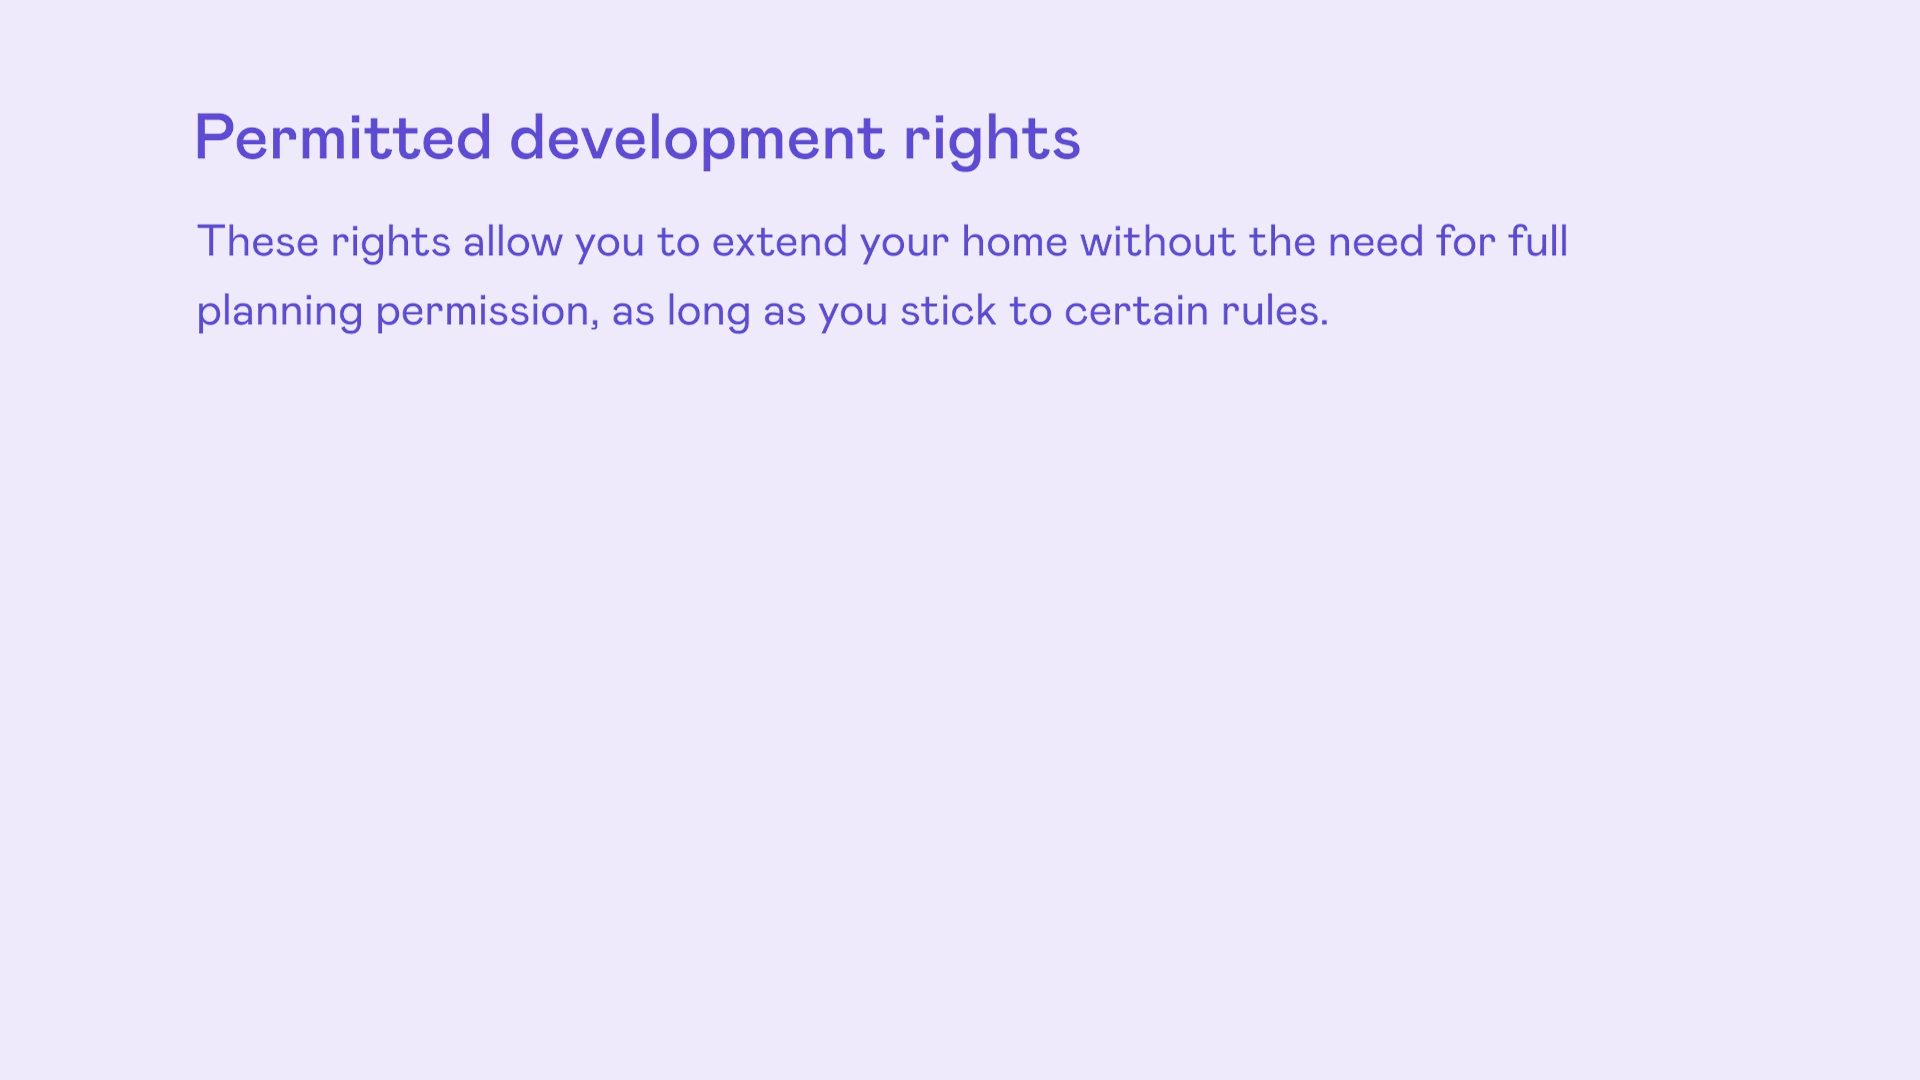 Permitted development rights
These rights allow you to extend your home without the need for full
planning permission, as long as you stick to certain rules.